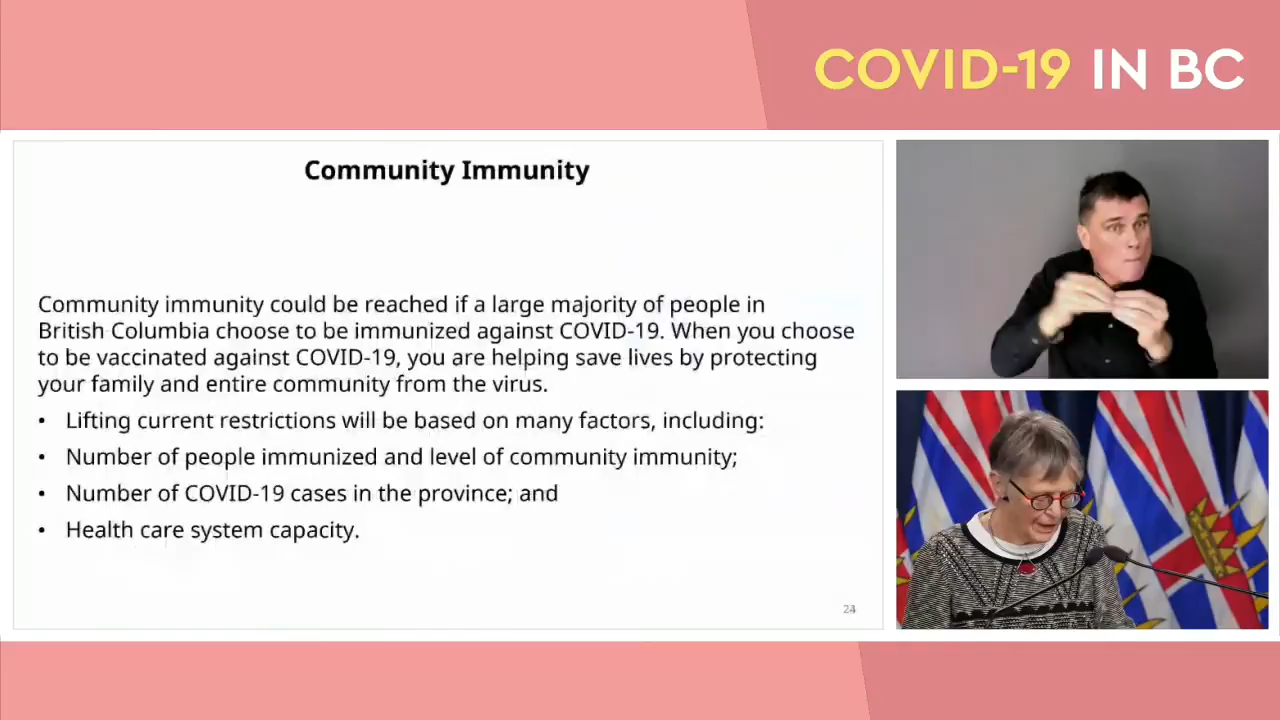 COVID-19 IN BC
Community Immunity
Community immunity could be reached if a large majority of people in
British Columbia choose to be immunized against COVID-19. When you choose
to be vaccinated against COVID-19, you are helping save lives by protecting
your family and entire community from the virus.
• Lifting current restrictions will be based on many factors, including:
• Number of people immunized and level of community immunity;
• Number of COVID-19 cases in the province; and
• Health care system capacity.